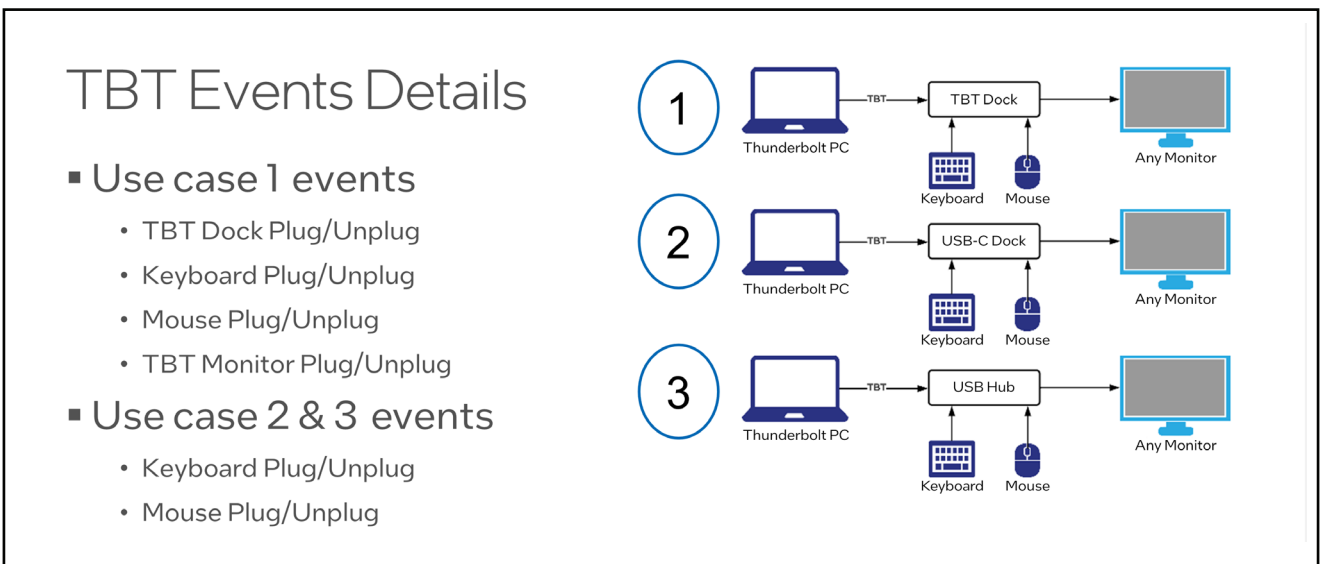 TBT Events Details
▪ Use case 1 events
• TBT Dock Plug/Unplug
• Keyboard Plug/Unplug
• Mouse Plug/Unplug
• TBT Monitor Plug/Unplug
▪ Use case 2 & 3 events
• Keyboard Plug/Unplug
• Mouse Plug/Unplug
1
TBT
TBT Dock
Thunderbolt PC
Any Monitor
Keyboard
Mouse
2
TBT
USB-C Dock
Thunderbolt PC
Any Monitor
Keyboard
Mouse
3
TBT
USB Hub
Thunderbolt PC
Any Monitor
Keyboard
Mouse